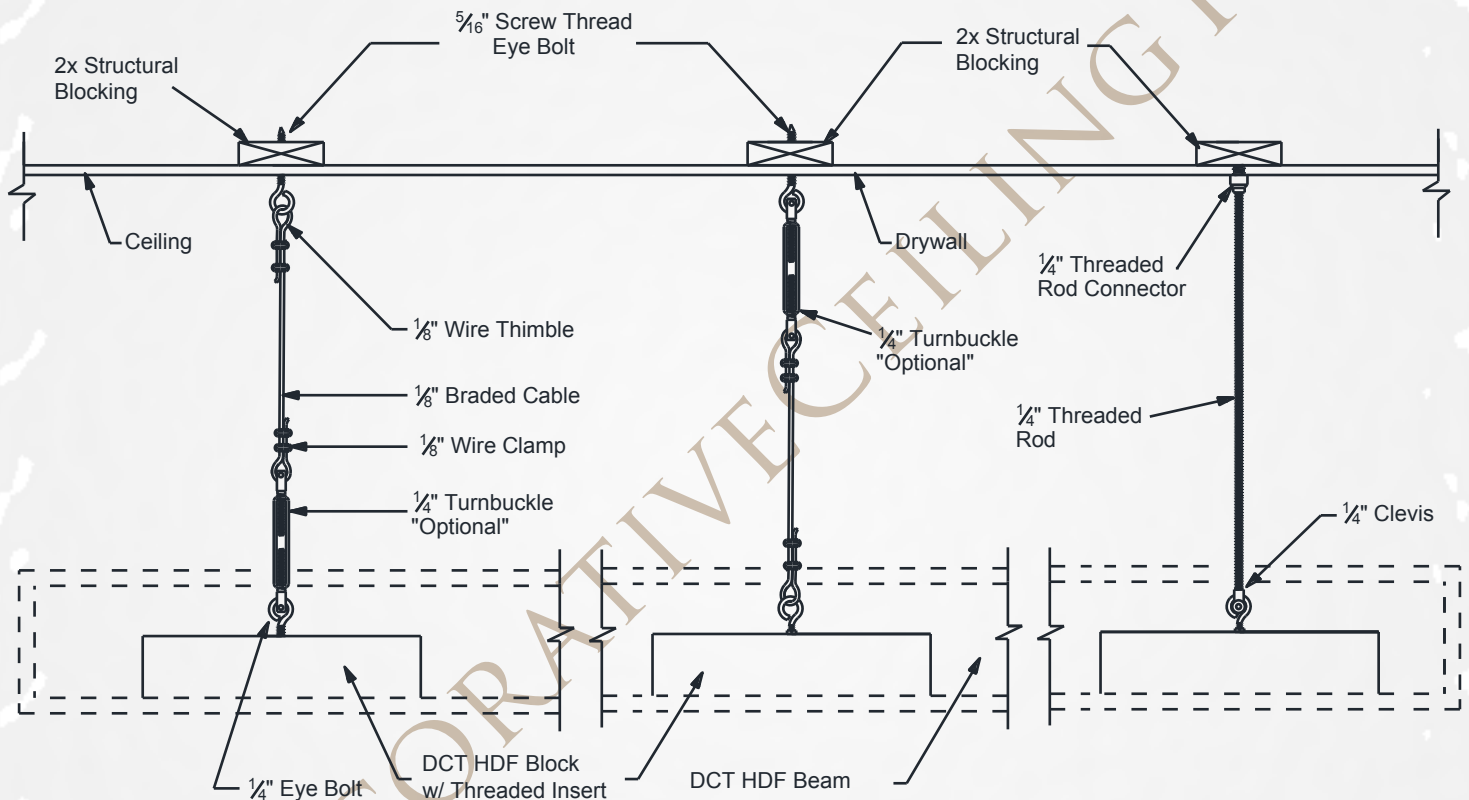 5/16" Screw Thread
Eye Bolt
2x Structural
Blocking
2x Structural
Blocking
Ceiling
Drywall
1/4" Threaded
Rod Connector
1/8" Wire Thimble
1/4" Turnbuckle
"Optional"
1/8" Braded Cable
1/4" Threaded
Rod
1/8" Wire Clamp
1/4" Turnbuckle
"Optional"
1/4" Clevis
DCT HDF Block
w/ Threaded Insert
DCT HDF Beam
1/4" Eye Bolt
ORATIVECEILING